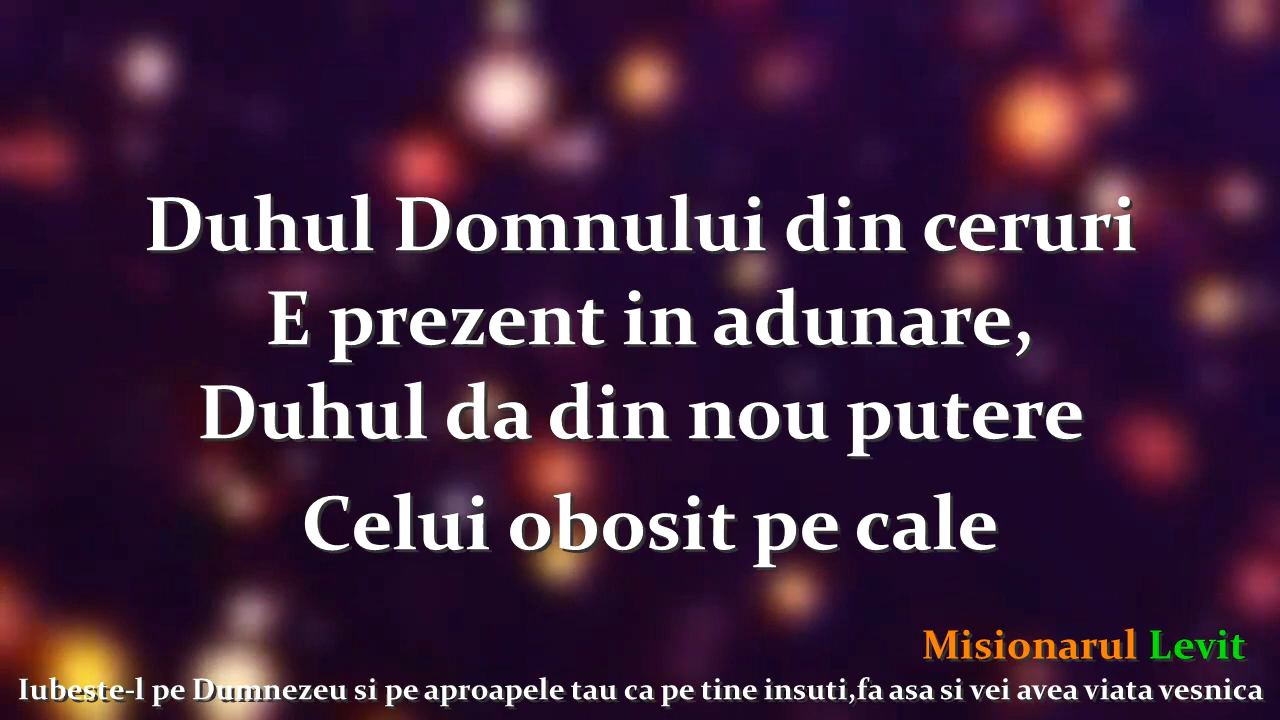 Duhul Domnului din ceruri
E prezent in adunare,
Duhul da din nou putere
Celui obosit pe cale
Misionarul Levit
Iubeste-l pe Dumnezeu si pe aproapele tau ca pe tine insuti,fa asa si vei avea viata vesnica